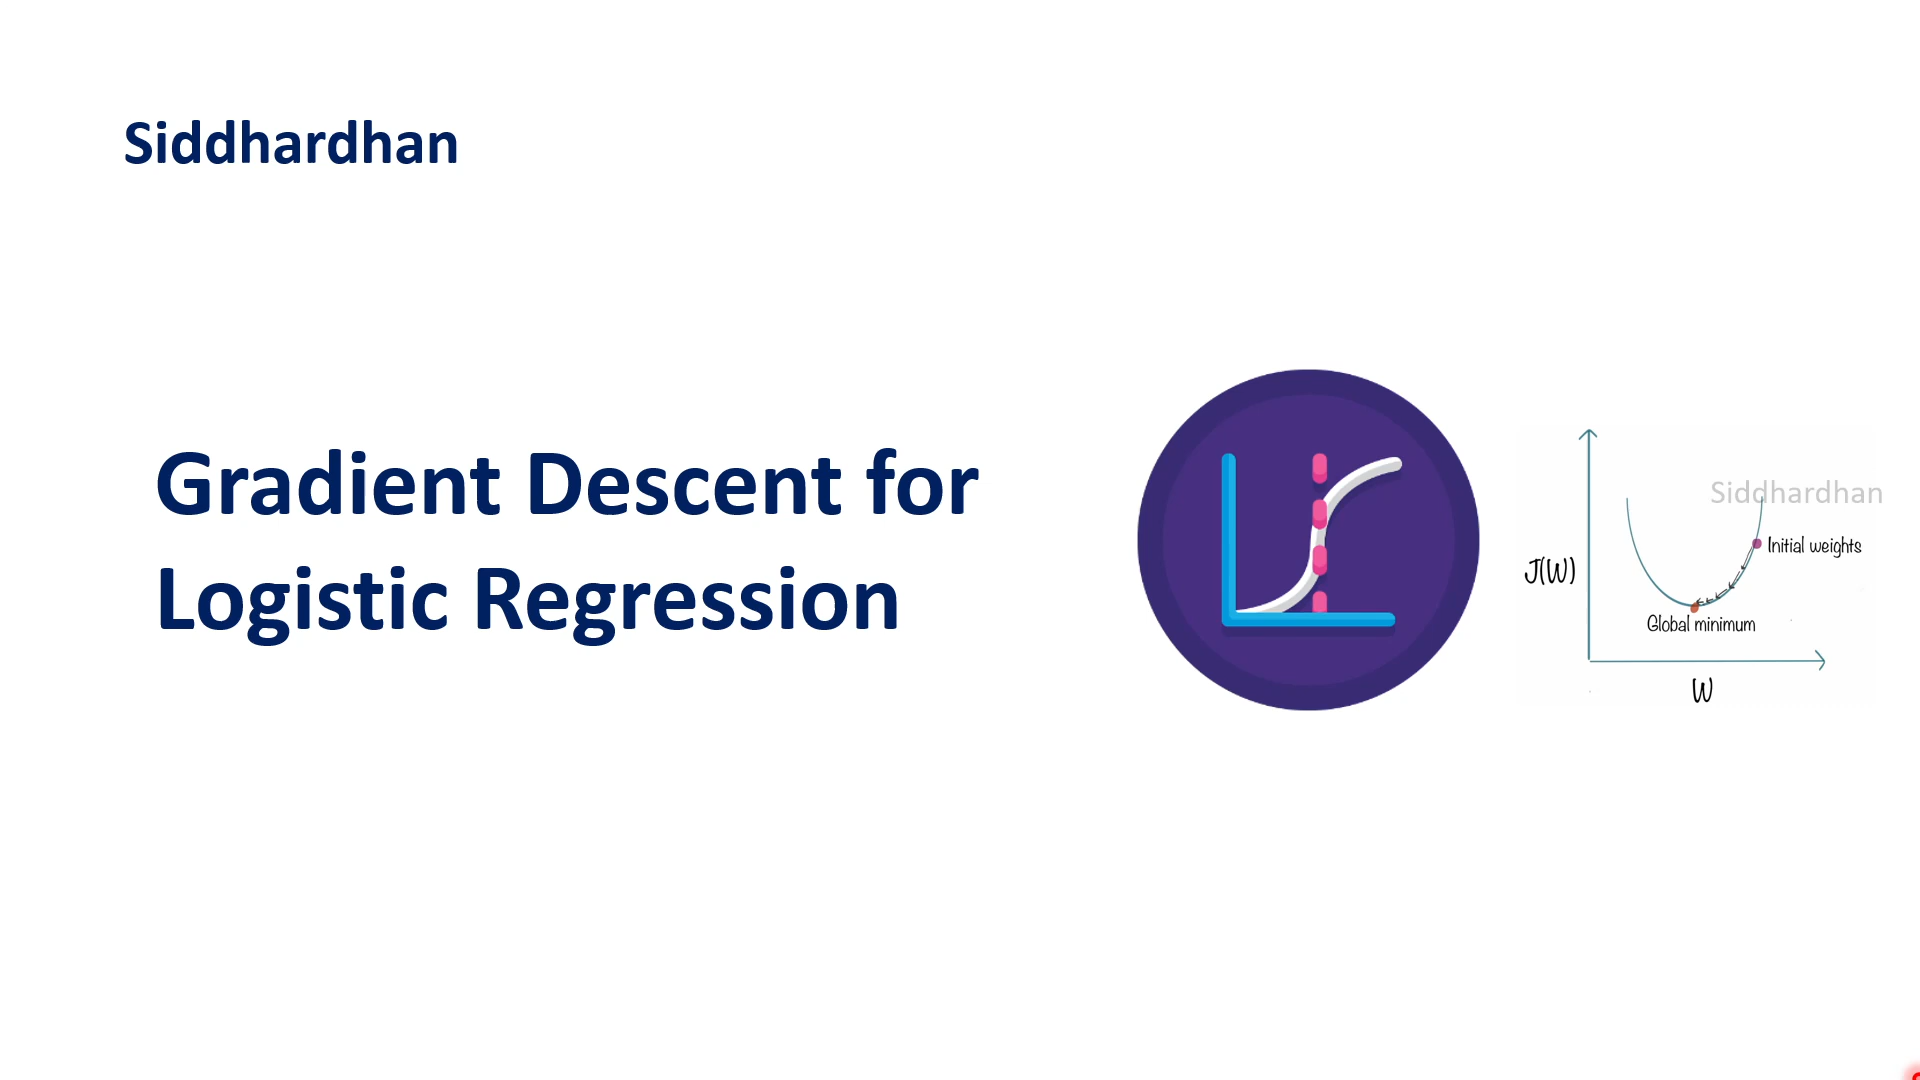 Siddhardhan
Gradient Descent for
Logistic Regression
Siddhardhan
Initial weights
J(W)
Global minimum
W